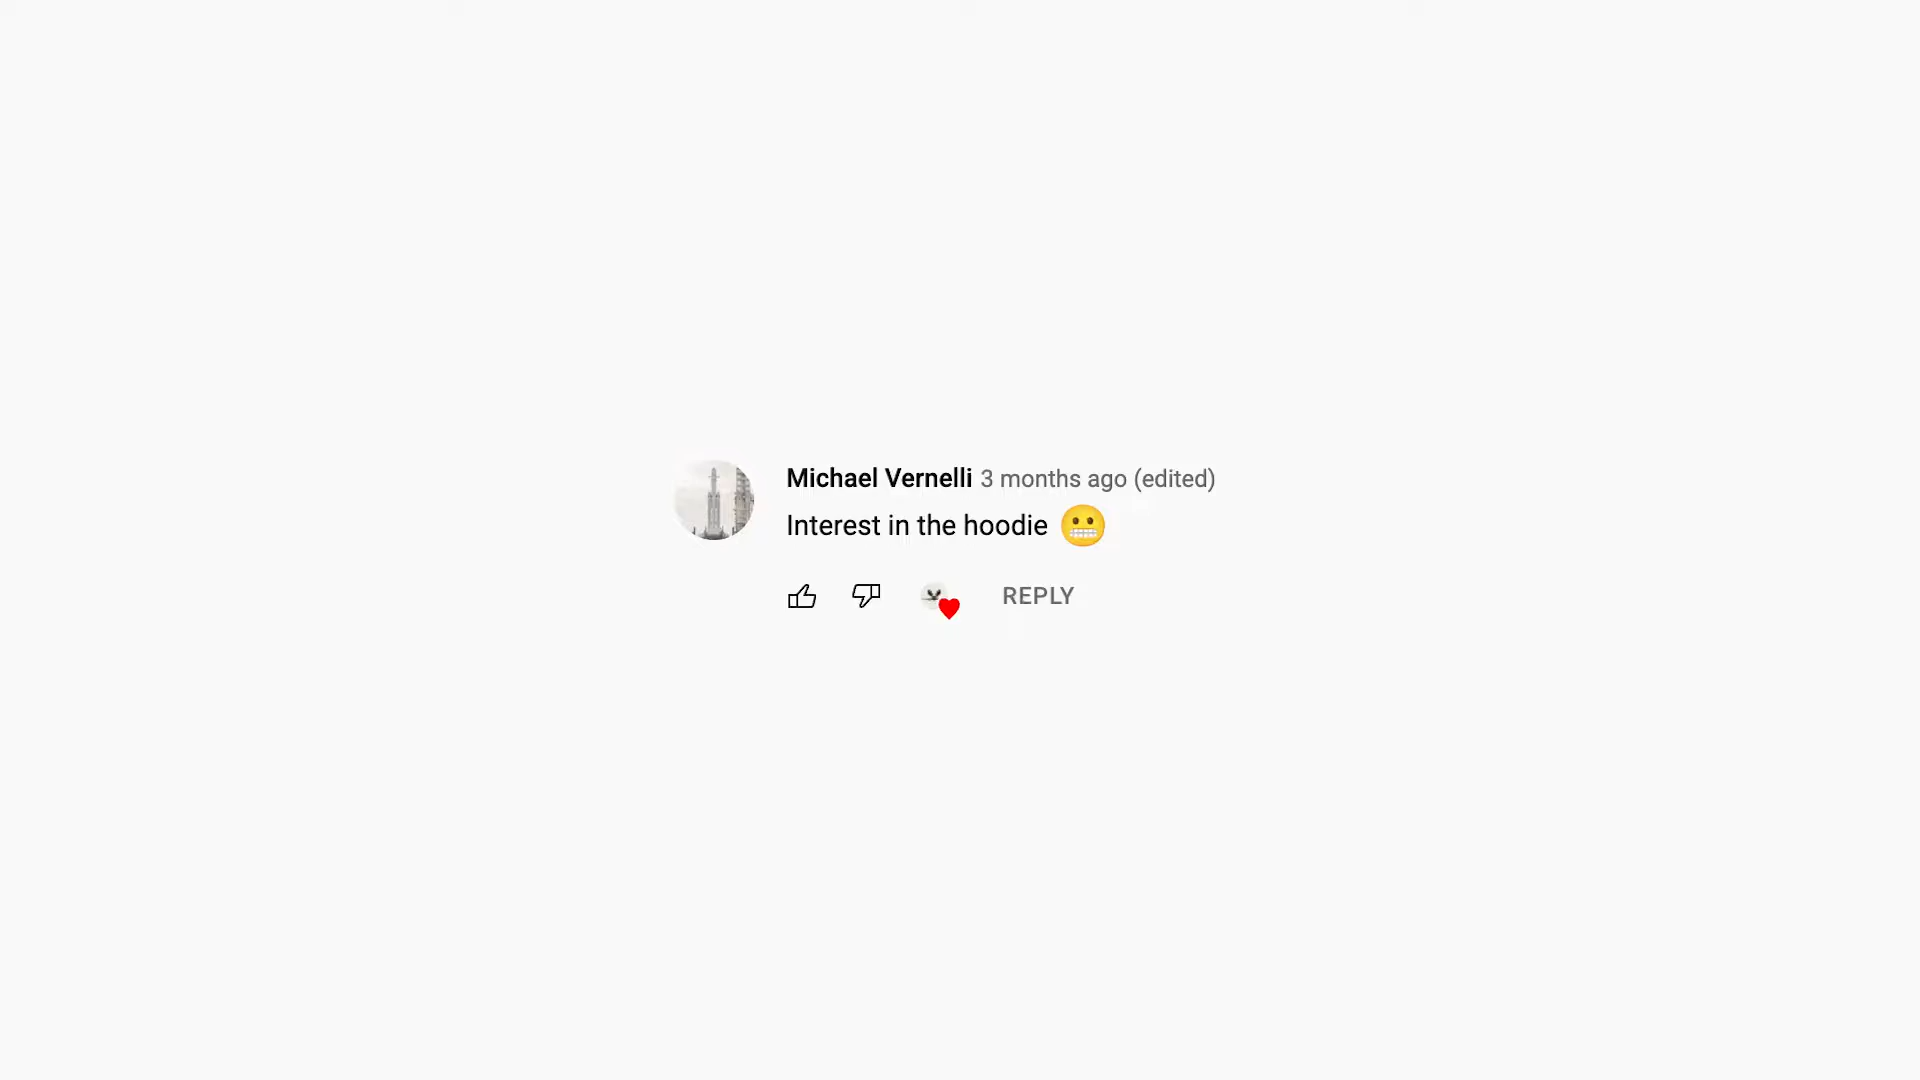 Michael Vernelli 3 months ago (edited)
Interest in the hoodie 😬
REPLY